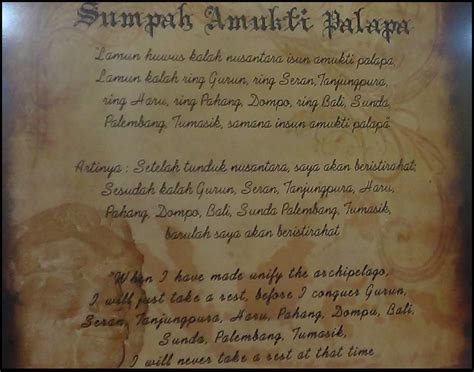 Sumpah Amukti Palapa
"Lamun huwus kalah nusantara isun amukti palapa,
Lamun kalah ring Gurun, ring Seran,Tanjungpura,
ring Haru, ring Pahang, Dompo, ring Bali, Sunda,
Palembang, Tumasik, samana insun amukti palapa"
Artinya : Setelah tunduk nusantara, saya akan beristirahat;
Sesudah kalah Gurun, Seran, Tanjungpura, Haru,
Pahang, Dompo, Bali, Sunda Palembang, Tumasik,
barulah saya akan beristirahat
"When I have made unify the archipelago,
I will just take a rest, before I conquer Gurun,
Seran, Tanjungpura, Haru, Pahang, Dompu, Bali,
Sunda, Palembang, Tumasik,
I will never take a rest at that time